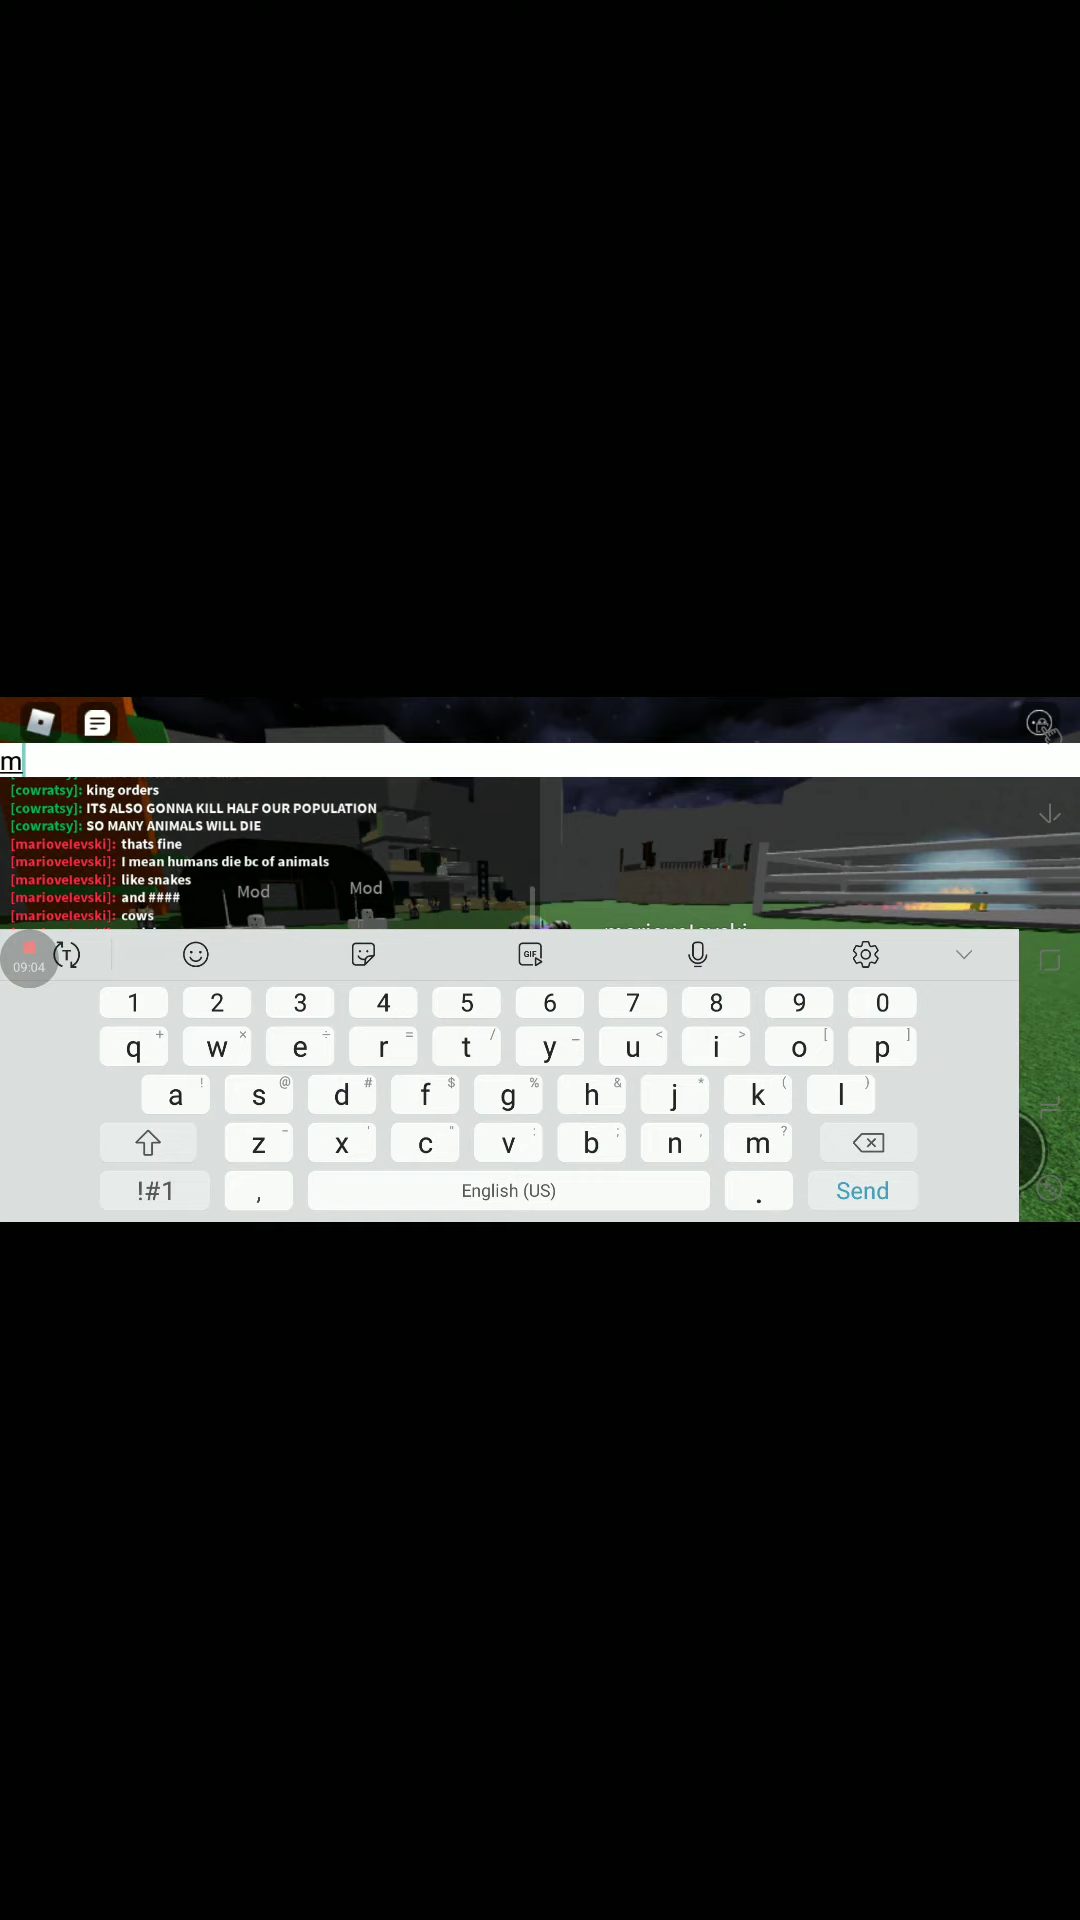 m
[cowratsy]: king orders
[cowratsy]: ITS ALSO GONNA KILL HALF OUR POPULATION
[cowratsy]: SO MANY ANIMALS WILL DIE
[mariovelevski]: thats fine
[mariovelevski]: I mean humans die bc of animals
[mariovelevski]: like snakes
[mariovelevski]: and ####
[mariovelevski]: cows
Mod Mod
mariovelevski
09:04 T GIF
1 2 3 4 5 6 7 8 9 0
q + w × e ÷ r = t / y _ u < i > o [ p ]
a ! s @ d # f $ g % h & j * k ( l )
z - x ' c " v : b ; n , m ?
!#1 , English (US) . Send